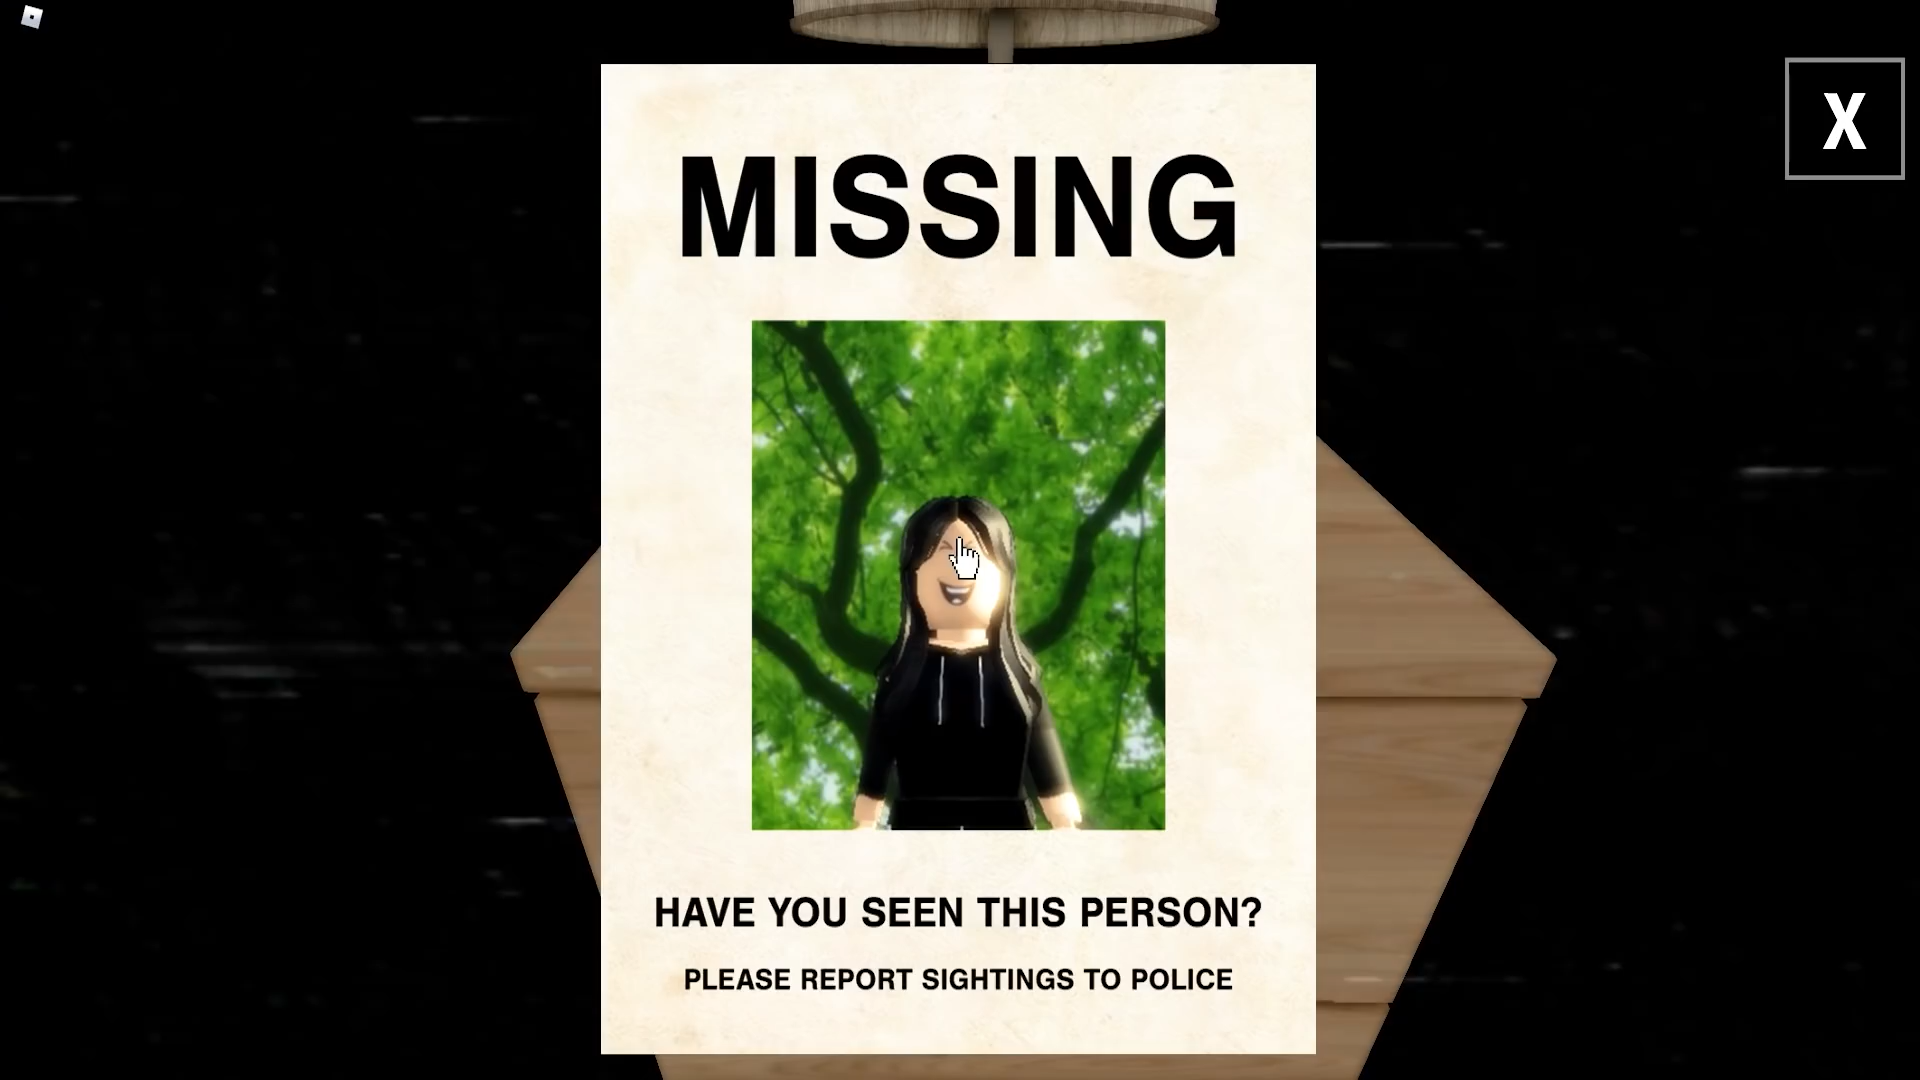 X
MISSING
HAVE YOU SEEN THIS PERSON?
PLEASE REPORT SIGHTINGS TO POLICE